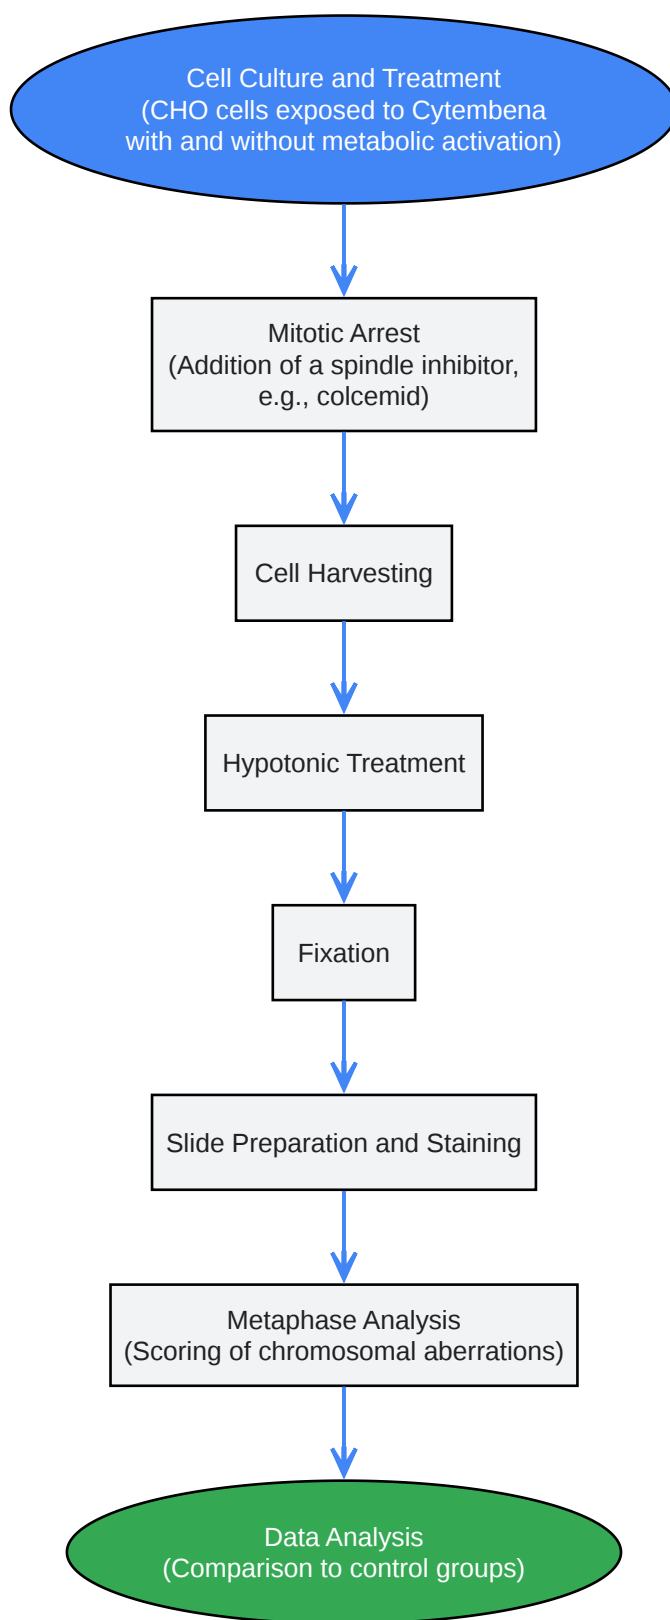 Cell Culture and Treatment
(CHO cells exposed to Cytembena
with and without metabolic activation)
Mitotic Arrest
(Addition of a spindle inhibitor,
e.g., colcemid)
Cell Harvesting
Hypotonic Treatment
Fixation
Slide Preparation and Staining
Metaphase Analysis
(Scoring of chromosomal aberrations)
Data Analysis
(Comparison to control groups)